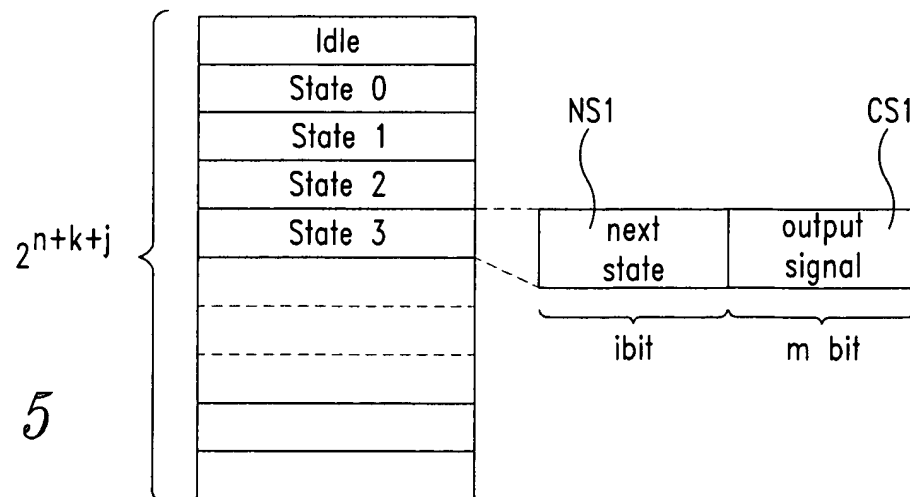 Idle
State 0
State 1
State 2
State 3
2^{n+k+j}
NS1
CS1
next
state
output
signal
ibit
m bit
5